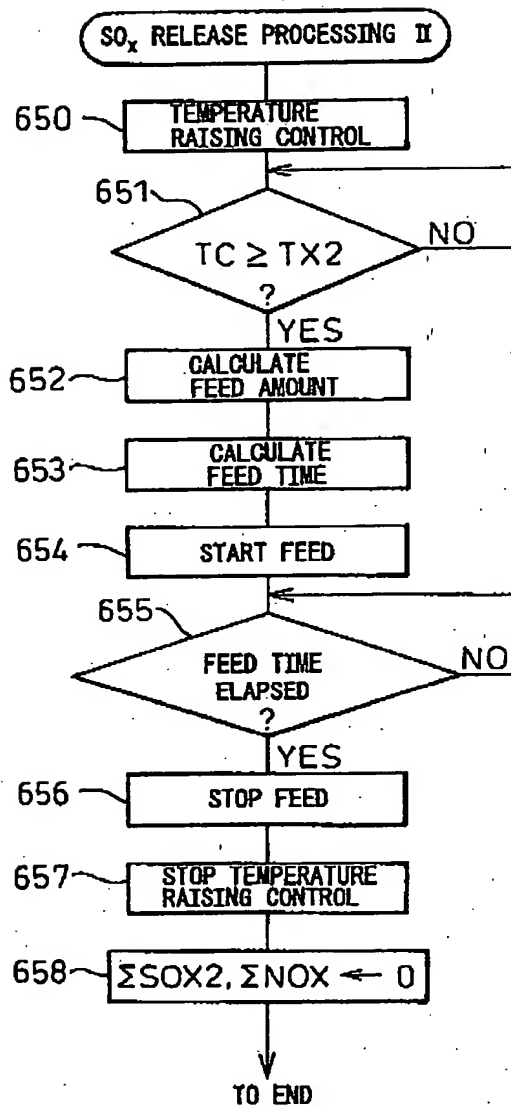 SOx RELEASE PROCESSING II
650
TEMPERATURE
RAISING CONTROL
651
TC ≥ TX2
?
NO
YES
652
CALCULATE
FEED AMOUNT
653
CALCULATE
FEED TIME
654
START FEED
655
FEED TIME
ELAPSED
?
NO
YES
656
STOP FEED
657
STOP TEMPERATURE
RAISING CONTROL
658
ΣSOX2, ΣNOX ← 0
TO END